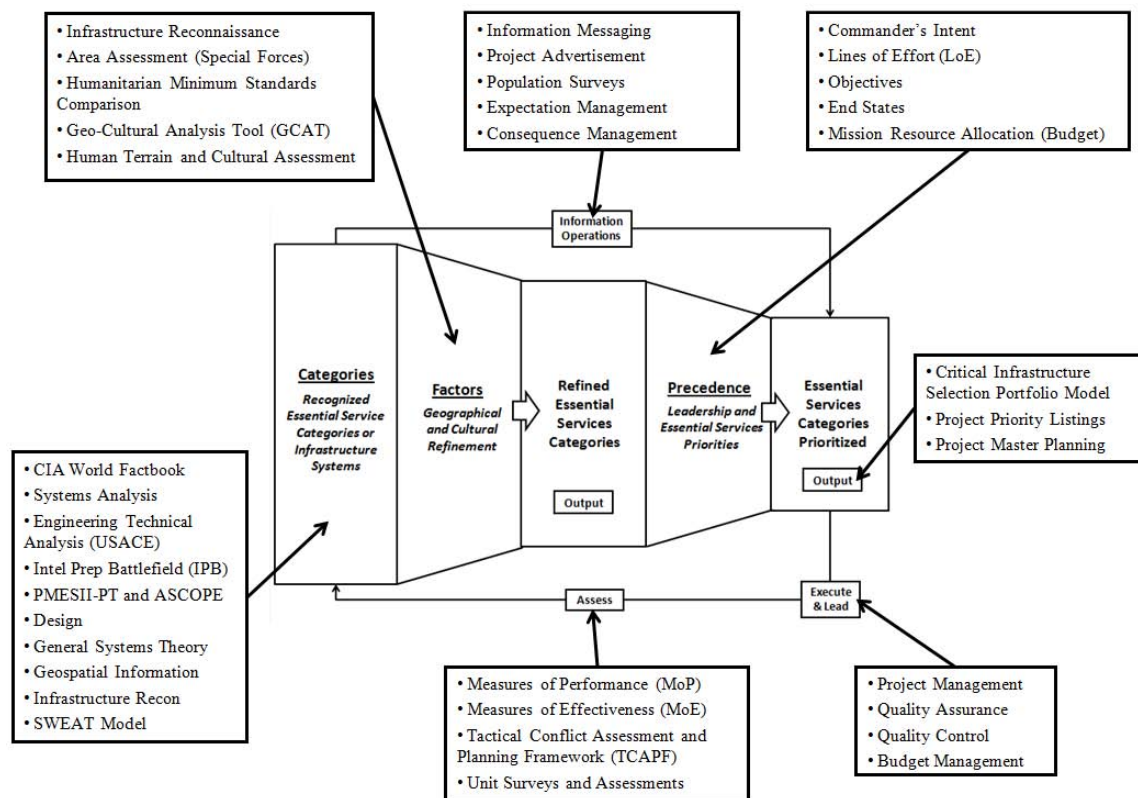 • Infrastructure Reconnaissance
• Area Assessment (Special Forces)
• Humanitarian Minimum Standards
Comparison
• Geo-Cultural Analysis Tool (GCAT)
• Human Terrain and Cultural Assessment
• Information Messaging
• Project Advertisement
• Population Surveys
• Expectation Management
• Consequence Management
• Commander's Intent
• Lines of Effort (LoE)
• Objectives
• End States
• Mission Resource Allocation (Budget)
Information
Operations
Categories
Recognized
Essential Service
Categories or
Infrastructure
Systems
Factors
Geographical
and Cultural
Refinement
Refined
Essential
Services
Categories
Output
Precedence
Leadership and
Essential Services
Priorities
Essential
Services
Categories
Prioritized
Output
• Critical Infrastructure
Selection Portfolio Model
• Project Priority Listings
• Project Master Planning
• CIA World Factbook
• Systems Analysis
• Engineering Technical
Analysis (USACE)
• Intel Prep Battlefield (IPB)
• PMESII-PT and ASCOPE
• Design
• General Systems Theory
• Geospatial Information
• Infrastructure Recon
• SWEAT Model
Assess
Execute
& Lead
• Measures of Performance (MoP)
• Measures of Effectiveness (MoE)
• Tactical Conflict Assessment and
Planning Framework (TCAPF)
• Unit Surveys and Assessments
• Project Management
• Quality Assurance
• Quality Control
• Budget Management